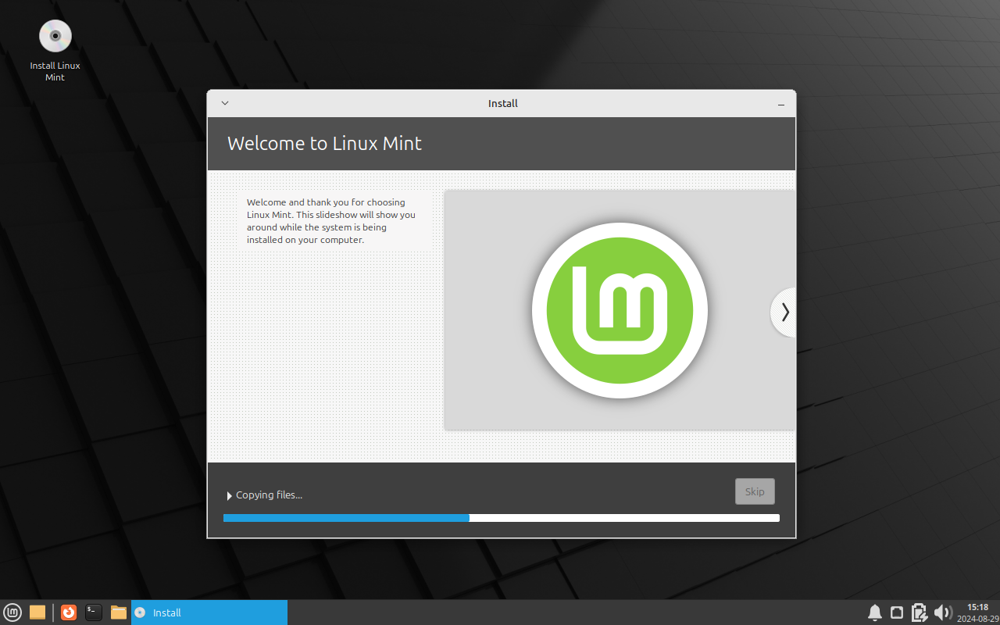 Install Linux
Mint
Install
Welcome to Linux Mint
Welcome and thank you for choosing
Linux Mint. This slideshow will show you
around while the system is being
installed on your computer.
Copying files...
Skip
Install
15:18
2024-08-29